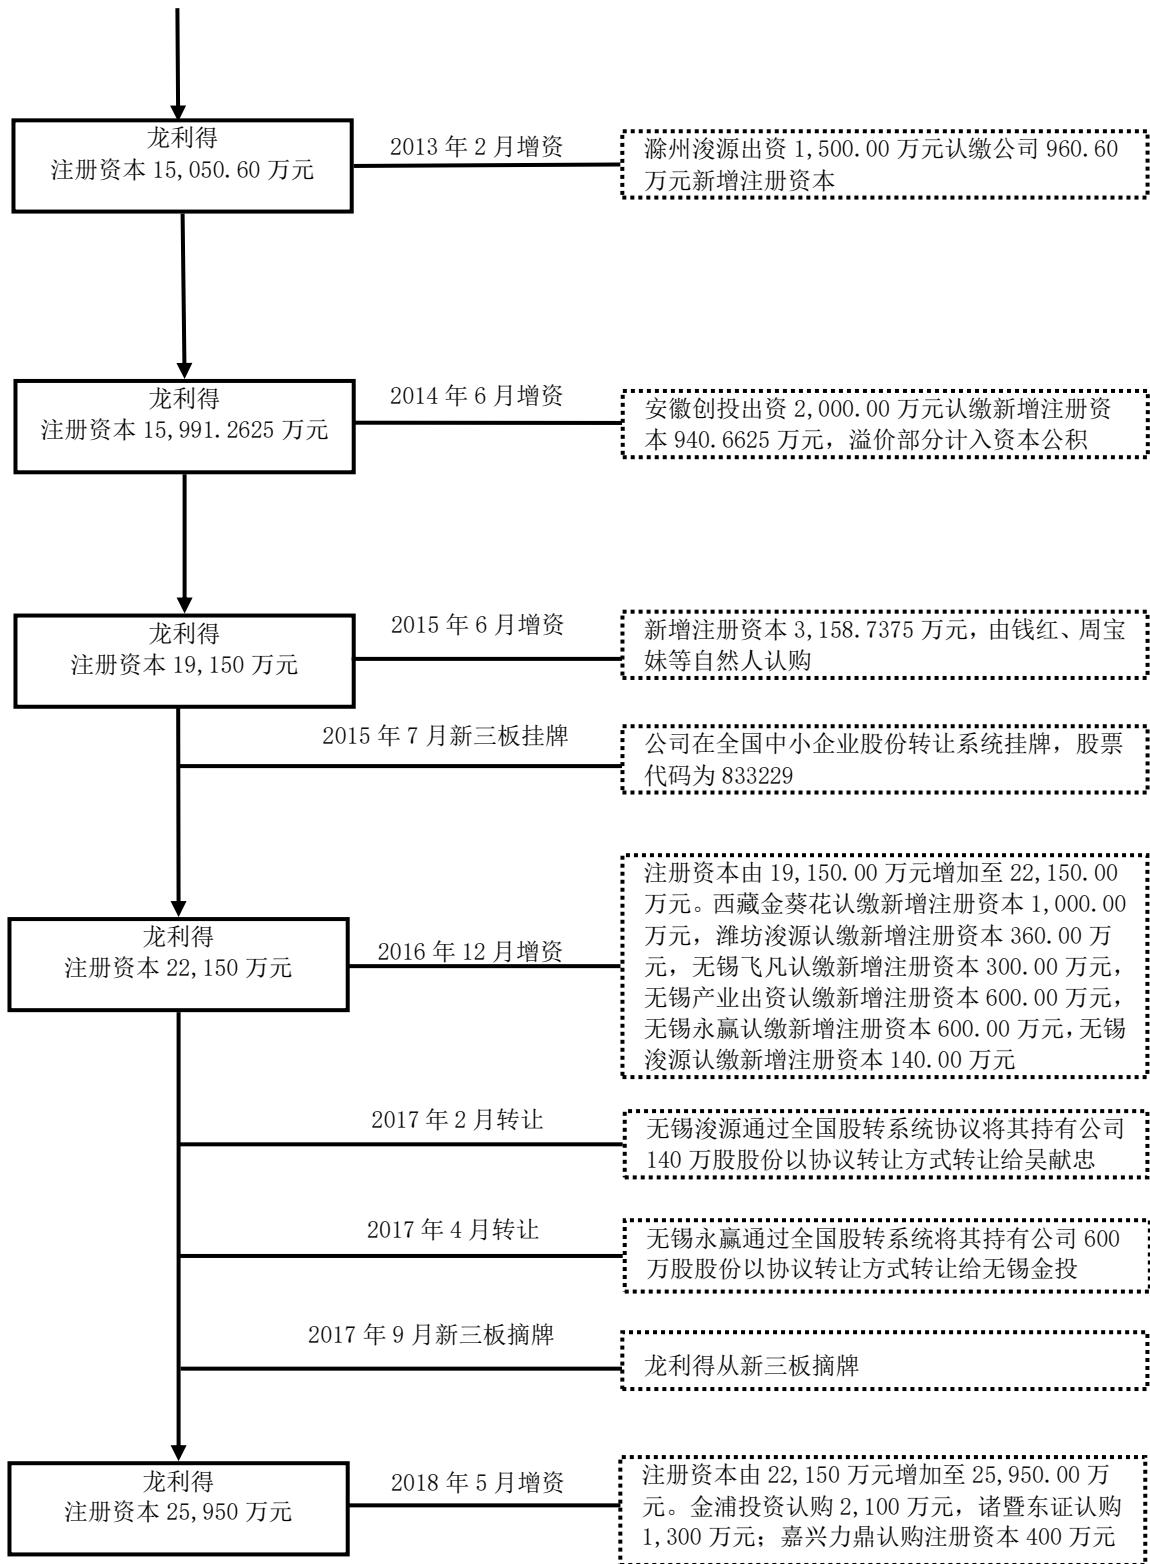 龙利得
注册资本 15,050.60 万元
2013 年 2 月增资
滁州浚源出资 1,500.00 万元认缴公司 960.60
万元新增注册资本
龙利得
注册资本 15,991.2625 万元
2014 年 6 月增资
安徽创投出资 2,000.00 万元认缴新增注册资
本 940.6625 万元，溢价部分计入资本公积
龙利得
注册资本 19,150 万元
2015 年 6 月增资
新增注册资本 3,158.7375 万元，由钱红、周宝
妹等自然人认购
2015 年 7 月新三板挂牌
公司在全国中小企业股份转让系统挂牌，股票
代码为 833229
龙利得
注册资本 22,150 万元
2016 年 12 月增资
注册资本由 19,150.00 万元增加至 22,150.00
万元。西藏金葵花认缴新增注册资本 1,000.00
万元，潍坊浚源认缴新增注册资本 360.00 万
元，无锡飞凡认缴新增注册资本 300.00 万元，
无锡产业出资认缴新增注册资本 600.00 万元，
无锡永赢认缴新增注册资本 600.00 万元，无锡
浚源认缴新增注册资本 140.00 万元
2017 年 2 月转让
无锡浚源通过全国股转系统协议将其持有公司
140 万股股份以协议转让方式转让给吴献忠
2017 年 4 月转让
无锡永赢通过全国股转系统将其持有公司 600
万股股份以协议转让方式转让给无锡金投
2017 年 9 月新三板摘牌
龙利得从新三板摘牌
龙利得
注册资本 25,950 万元
2018 年 5 月增资
注册资本由 22,150 万元增加至 25,950.00 万
元。金浦投资认购 2,100 万元，诸暨东证认购
1,300 万元；嘉兴力鼎认购注册资本 400 万元